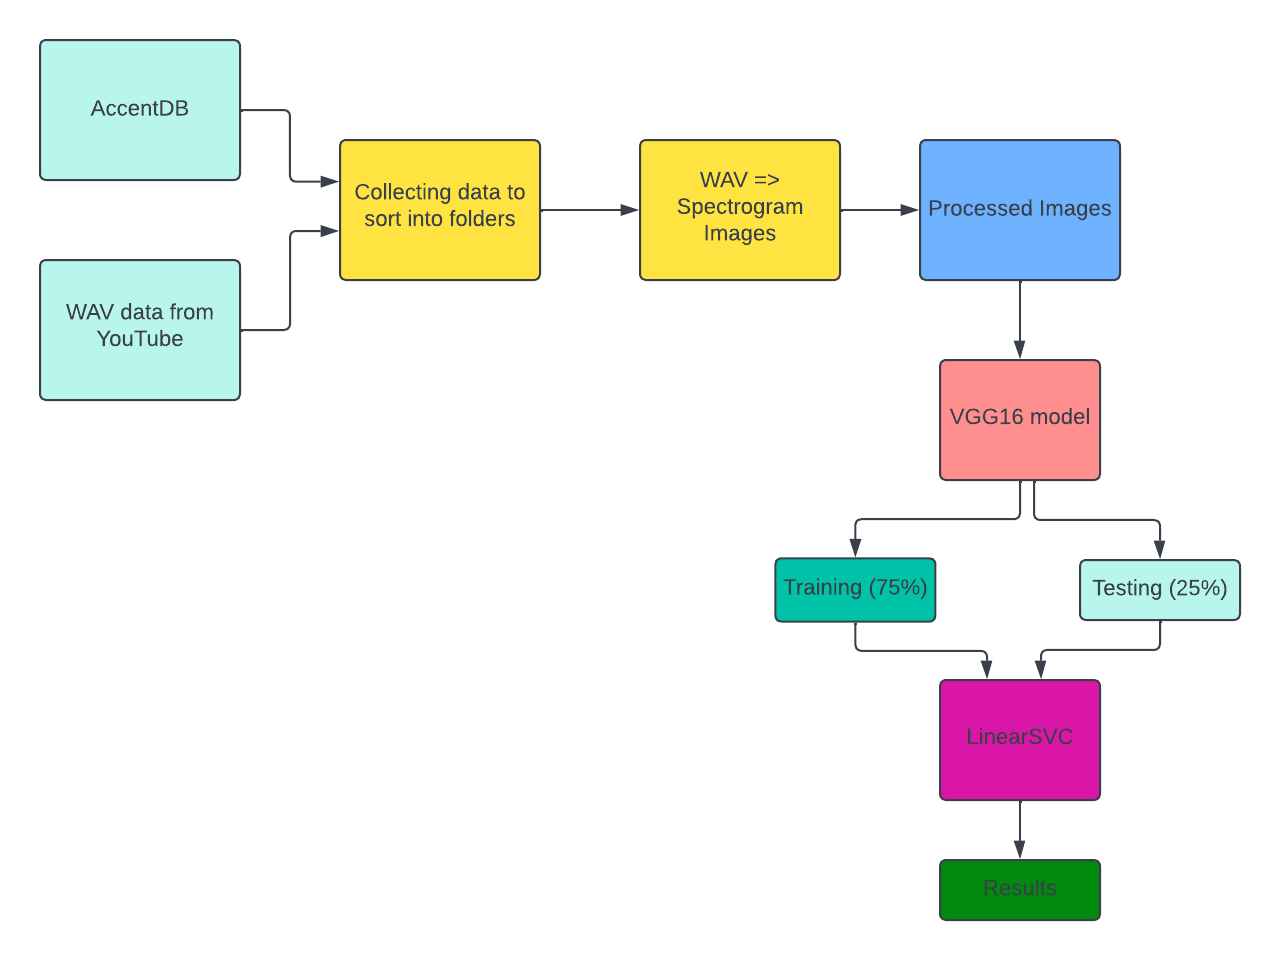 AccentDB
WAV data from
YouTube
Collecting data to
sort into folders
WAV =>
Spectrogram
Images
Processed Images
VGG16 model
Training (75%)
Testing (25%)
LinearSVC
Results